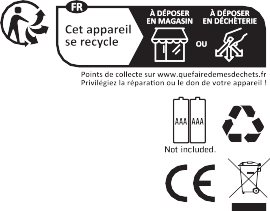 FR
Cet appareil
se recycle
À DÉPOSER
EN MAGASIN
OU
À DÉPOSER
EN DÉCHÈTERIE
Points de collecte sur www.quefairedemesdechets.fr
Privilégiez la réparation ou le don de votre appareil !
AAA AAA
Not included.
CE